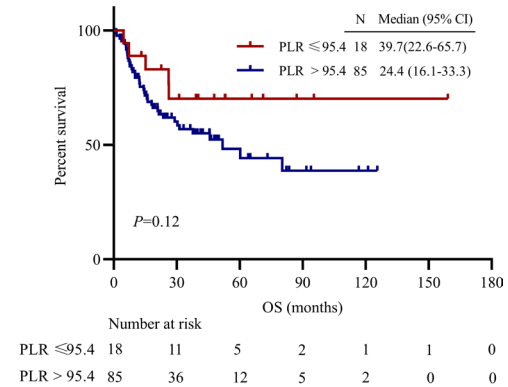 N Median (95% CI)
PLR ≤95.4 18 39.7(22.6-65.7)
PLR > 95.4 85 24.4 (16.1-33.3)
100
50
0
Percent survival
P=0.12
0 30 60 90 120 150 180
OS (months)
Number at risk
PLR ≤95.4 18 11 5 2 1 1 0
PLR > 95.4 85 36 12 5 2 0 0